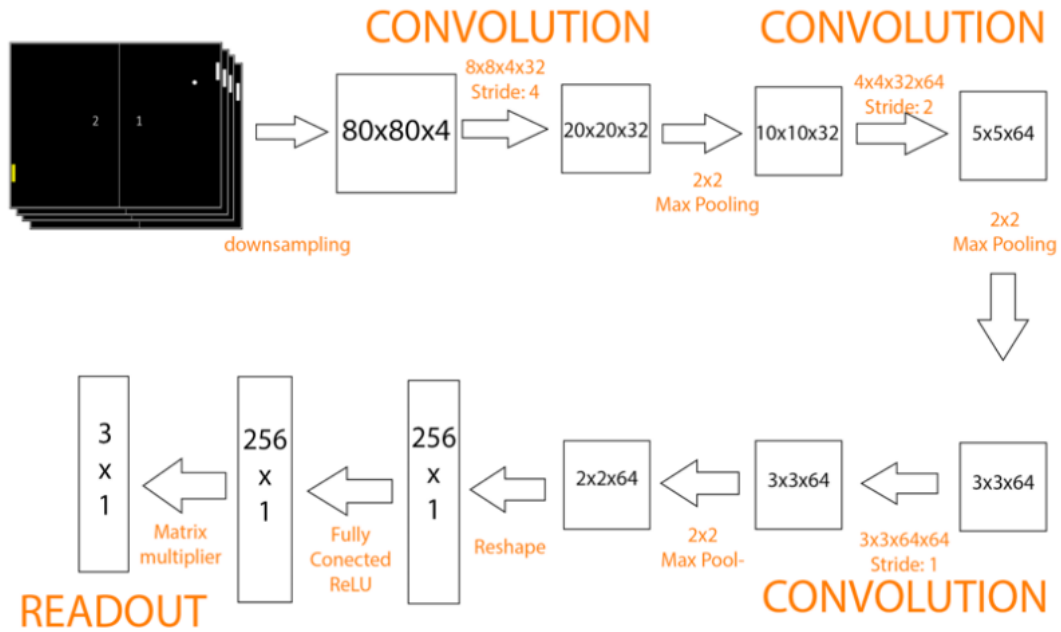 CONVOLUTION
CONVOLUTION
8x8x4x32
Stride: 4
4x4x32x64
Stride: 2
2
1
80x80x4
20x20x32
10x10x32
5x5x64
2x2
Max Pooling
downsampling
2x2
Max Pooling
3
x
1
256
x
1
256
x
1
2x2x64
3x3x64
3x3x64
Matrix
multiplier
Fully
Conected
ReLU
Reshape
2x2
Max Pool-
3x3x64x64
Stride: 1
READOUT
CONVOLUTION